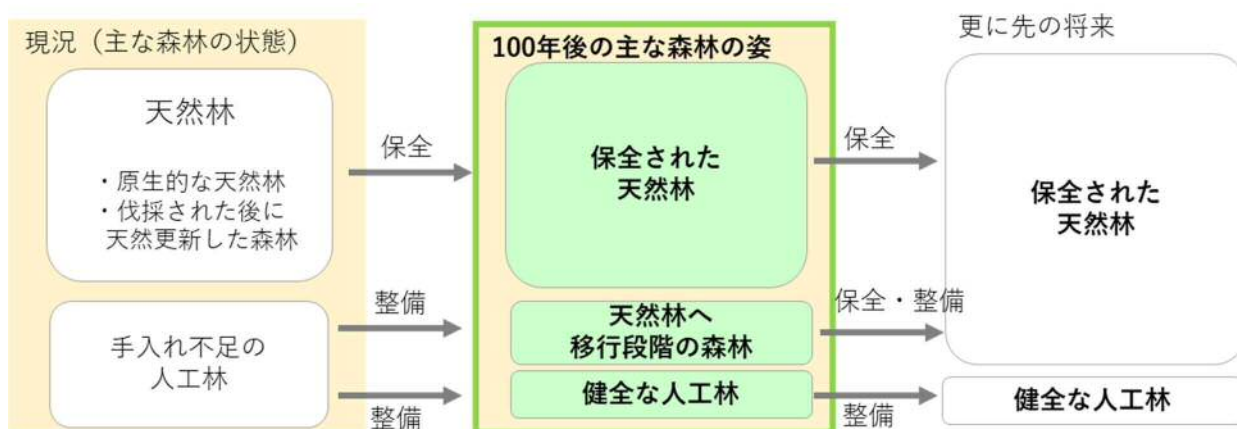 現況（主な森林の状態）
天然林
・原生的な天然林
・伐採された後に
天然更新した森林
手入れ不足の
人工林
保全
整備
整備
100年後の主な森林の姿
保全された
天然林
天然林へ
移行段階の森林
健全な人工林
保全
保全・整備
整備
更に先の将来
保全された
天然林
健全な人工林